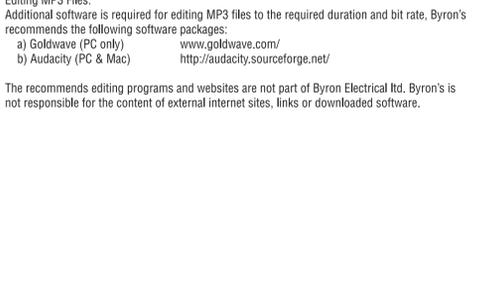 Editing MP3 Files:
Additional software is required for editing MP3 files to the required duration and bit rate, Byron's
recommends the following software packages:
a) Goldwave (PC only) www.goldwave.com/
b) Audacity (PC & Mac) http://audacity.sourceforge.net/
The recommends editing programs and websites are not part of Byron Electrical ltd. Byron's is
not responsible for the content of external internet sites, links or downloaded software.